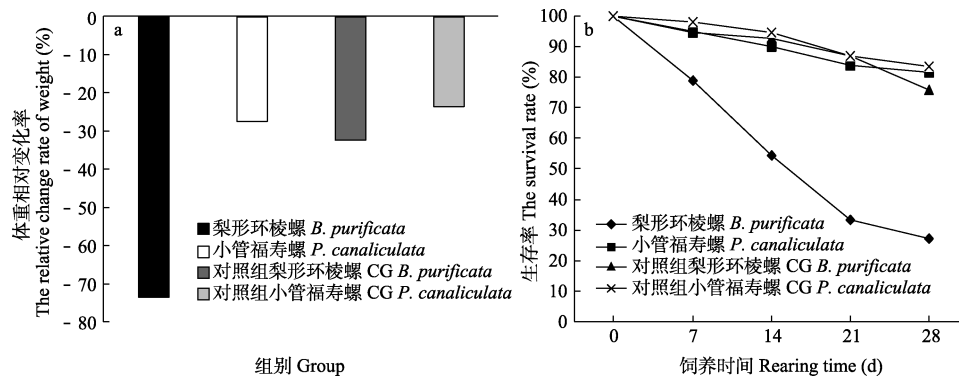 a
0
－10
－20
－30
－40
－50
－60
－70
－80
体重相对变化率
The relative change rate of weight (%)
梨形环棱螺 B. purificata
小管福寿螺 P. canaliculata
对照组梨形环棱螺 CG B. purificata
对照组小管福寿螺 CG P. canaliculata
组别 Group
b
100
90
80
70
60
50
40
30
20
10
0
生存率 The survival rate (%)
梨形环棱螺 B. purificata
小管福寿螺 P. canaliculata
对照组梨形环棱螺 CG B. purificata
对照组小管福寿螺 CG P. canaliculata
0 7 14 21 28
饲养时间 Rearing time (d)